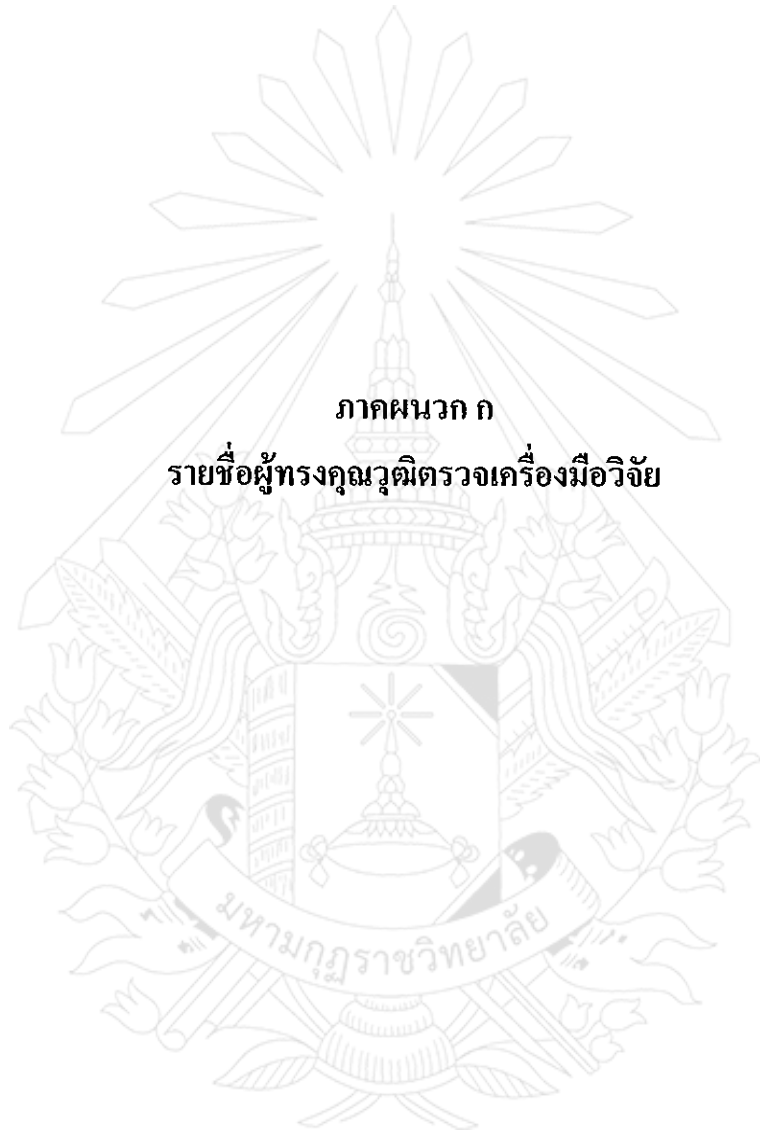 ภาคผนวก ก
รายชื่อผู้ทรงคุณวุฒิตรวจเครื่องมือวิจัย
มหามกุฏราชวิทยาลัย